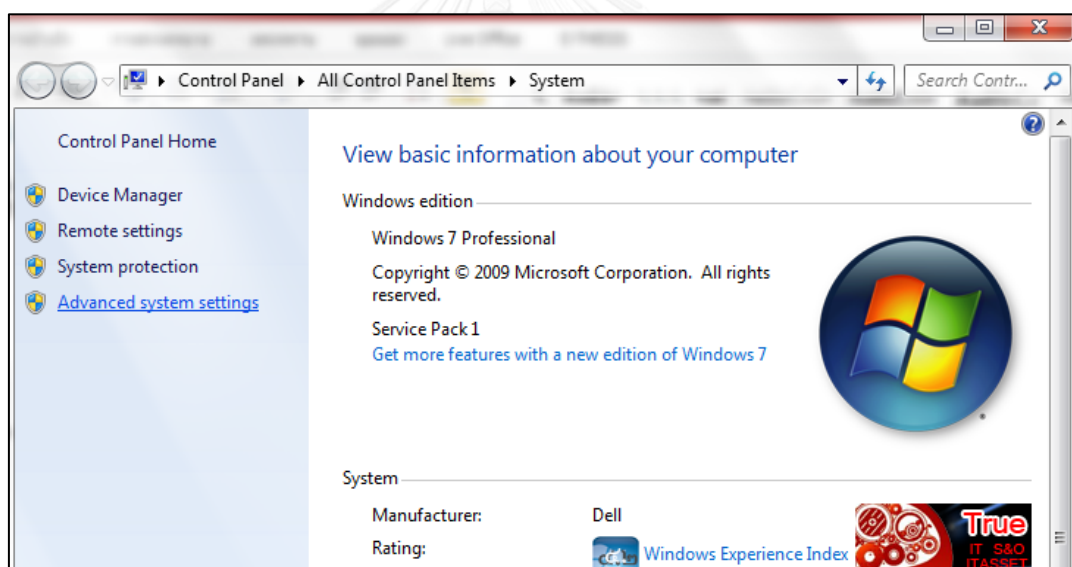 Control Panel ▸ All Control Panel Items ▸ System
Search Contr...
Control Panel Home
Device Manager
Remote settings
System protection
Advanced system settings
View basic information about your computer
Windows edition
Windows 7 Professional
Copyright © 2009 Microsoft Corporation. All rights
reserved.
Service Pack 1
Get more features with a new edition of Windows 7
System
Manufacturer: Dell
Rating: Windows Experience Index
True
IT S&O
ITASSET